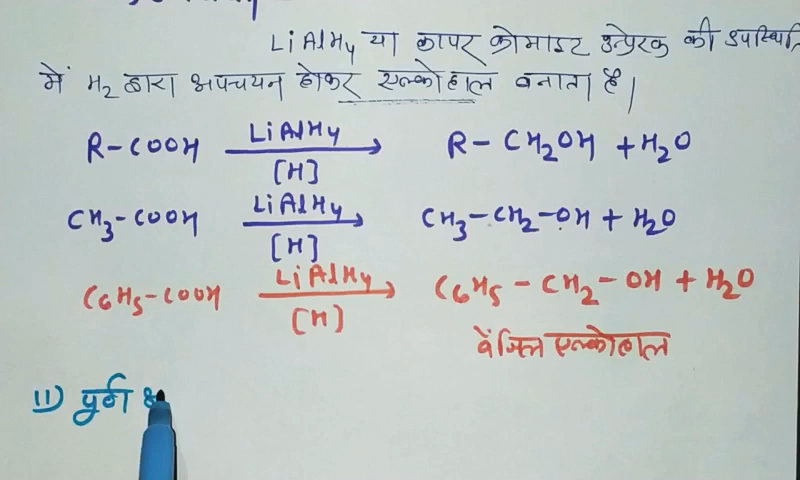 LiAlH4 या कापर क्रोमाइट उत्प्रेरक की उपस्थिति
में H2 द्वारा अपचयन होकर एल्कोहाल बनाता है।
R-COOH LiAlH4 [H] R-CH2OH + H2O
CH3-COOH LiAlH4 [H] CH3-CH2-OH + H2O
C6H5-COOH LiAlH4 [H] C6H5-CH2-OH + H2O
बेंजिल एल्कोहाल
11) पूर्ण